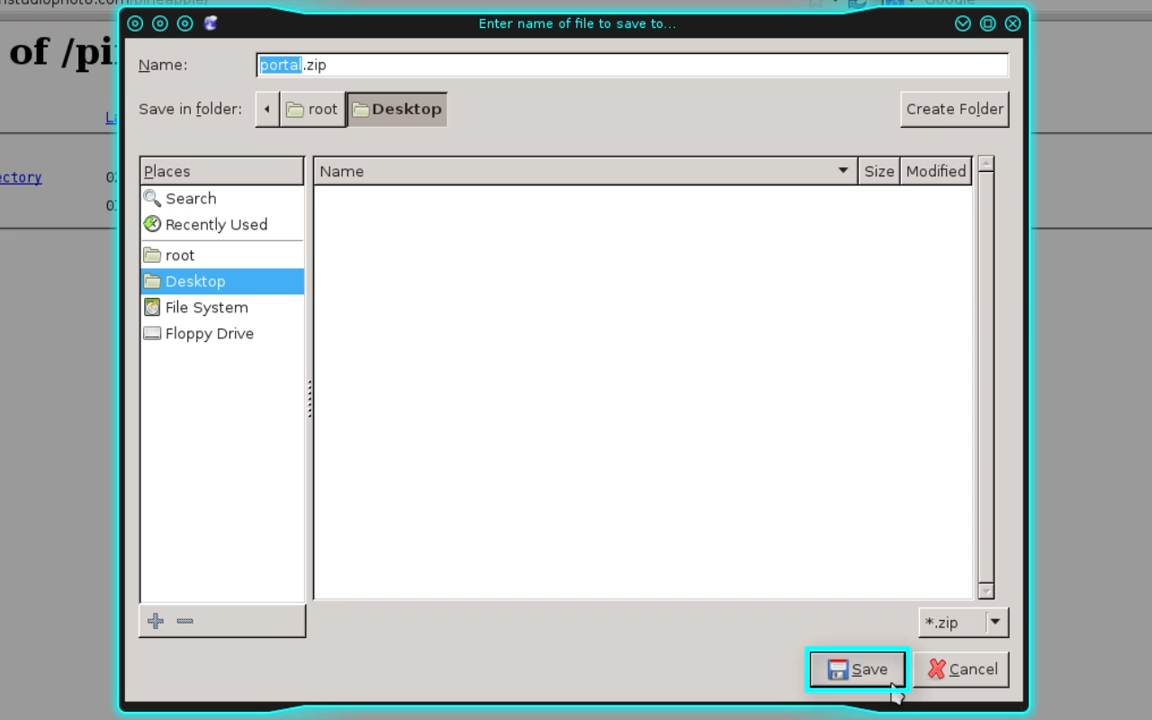 Enter name of file to save to...
of /pi
Name:
portal.zip
Save in folder:
root
Desktop
Create Folder
Places
Name
Size
Modified
ectory
Search
Recently Used
root
Desktop
File System
Floppy Drive
*.zip
Save
Cancel